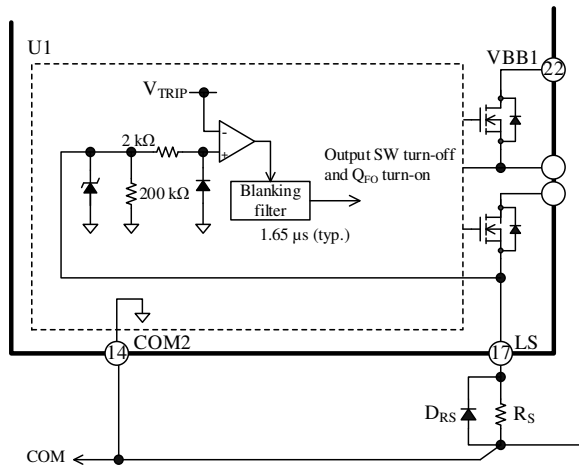 U1
VBB1
22
VTRIP
-
+
2 kΩ
200 kΩ
Blanking
filter
1.65 µs (typ.)
Output SW turn-off
and QFO turn-on
14
COM2
17
LS
DRS
RS
COM